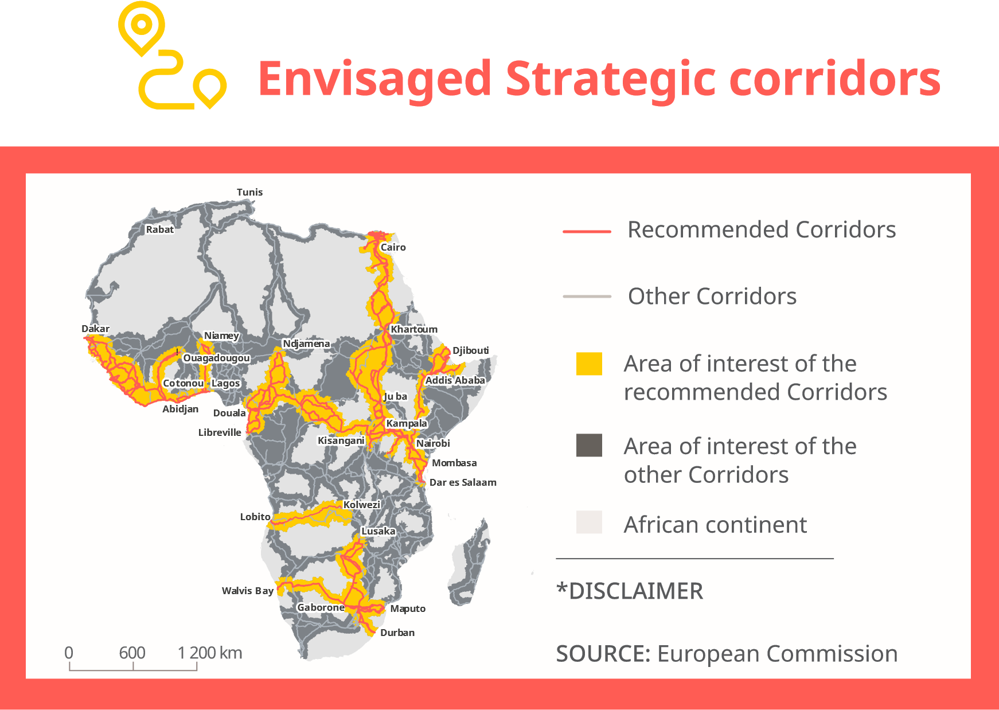 Envisaged Strategic corridors
Tunis
Rabat
Cairo
Dakar
Niamey
Ndjamena
Khartoum
Djibouti
Ouagadougou
Cotonou
Lagos
Addis Ababa
Abidjan
Douala
Ju ba
Libreville
Kampala
Kisangani
Nairobi
Mombasa
Dar es Salaam
Kolwezi
Lobito
Lusaka
Walvis Bay
Gaborone
Maputo
Durban
0 600 1 200 km
Recommended Corridors
Other Corridors
Area of interest of the
recommended Corridors
Area of interest of the
other Corridors
African continent
*DISCLAIMER
SOURCE: European Commission